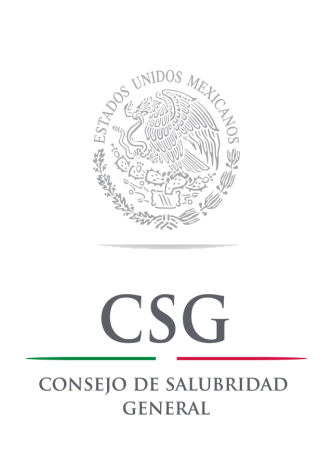 ESTADOS UNIDOS MEXICANOS
CSG
CONSEJO DE SALUBRIDAD
GENERAL